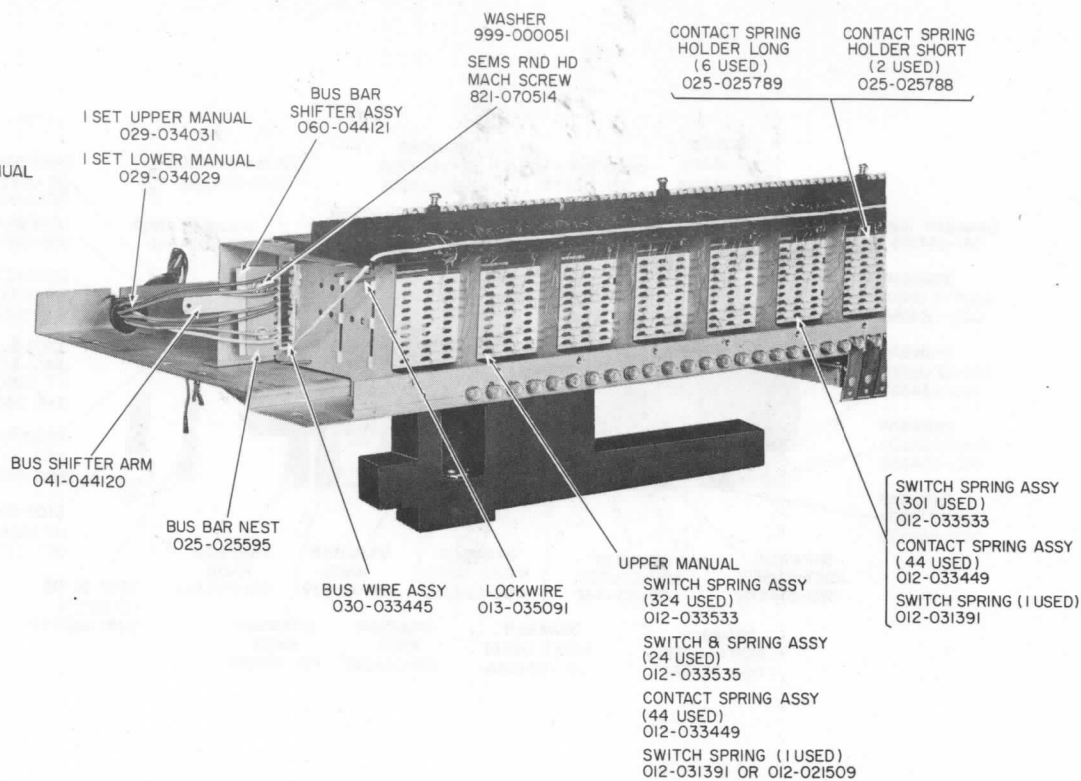 WASHER
999-000051
SEMS RND HD
MACH SCREW
821-070514
CONTACT SPRING
HOLDER LONG
(6 USED)
025-025789
CONTACT SPRING
HOLDER SHORT
(2 USED)
025-025788
BUS BAR
SHIFTER ASSY
060-044121
1 SET UPPER MANUAL
029-034031
1 SET LOWER MANUAL
029-034029
NUAL
BUS SHIFTER ARM
041-044120
BUS BAR NEST
025-025595
BUS WIRE ASSY
030-033445
LOCKWIRE
013-035091
UPPER MANUAL
SWITCH SPRING ASSY
(324 USED)
012-033533
SWITCH & SPRING ASSY
(24 USED)
012-033535
CONTACT SPRING ASSY
(44 USED)
012-033449
SWITCH SPRING (1 USED)
012-031391 OR 012-021509
SWITCH SPRING ASSY
(301 USED)
012-033533
CONTACT SPRING ASSY
(44 USED)
012-033449
SWITCH SPRING (1 USED)
012-031391